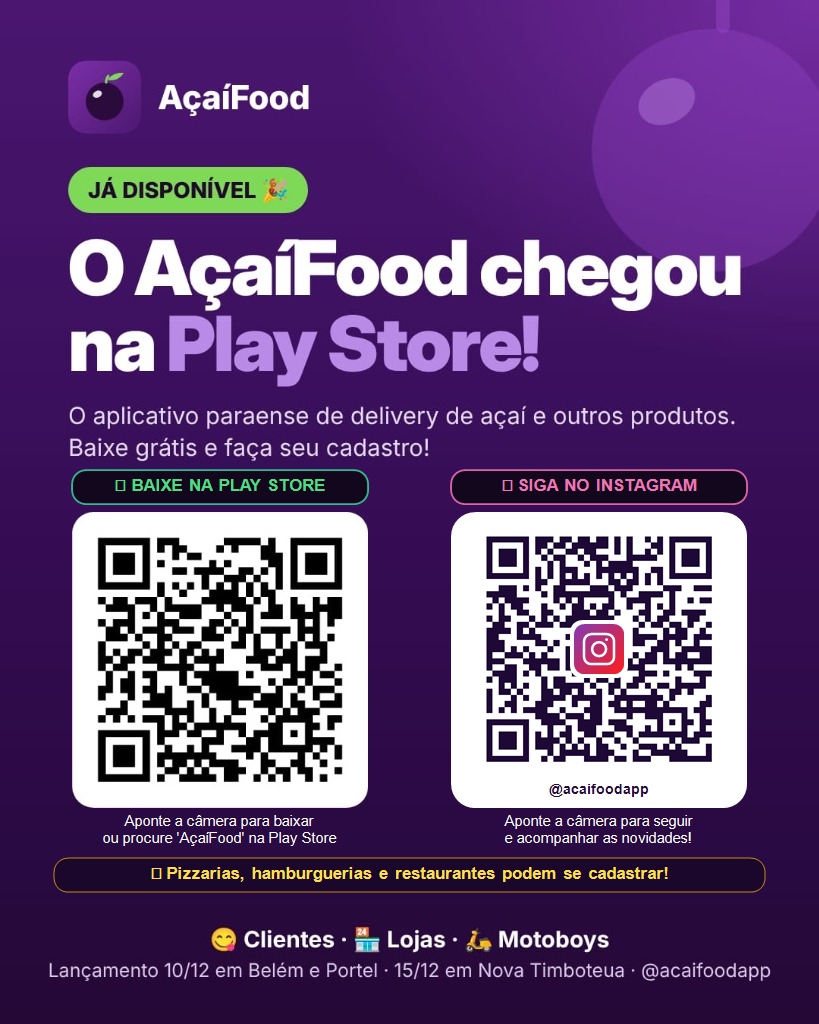 AçaíFood
JÁ DISPONÍVEL 🎉
O AçaíFood chegou
na Play Store!
O aplicativo paraense de delivery de açaí e outros produtos.
Baixe grátis e faça seu cadastro!
▯ BAIXE NA PLAY STORE
▯ SIGA NO INSTAGRAM
@acaifoodapp
Aponte a câmera para baixar
ou procure 'AçaíFood' na Play Store
Aponte a câmera para seguir
e acompanhar as novidades!
▯ Pizzarias, hamburguerias e restaurantes podem se cadastrar!
😋 Clientes · 🏪 Lojas · 🛵 Motoboys
Lançamento 10/12 em Belém e Portel · 15/12 em Nova Timboteua · @acaifoodapp